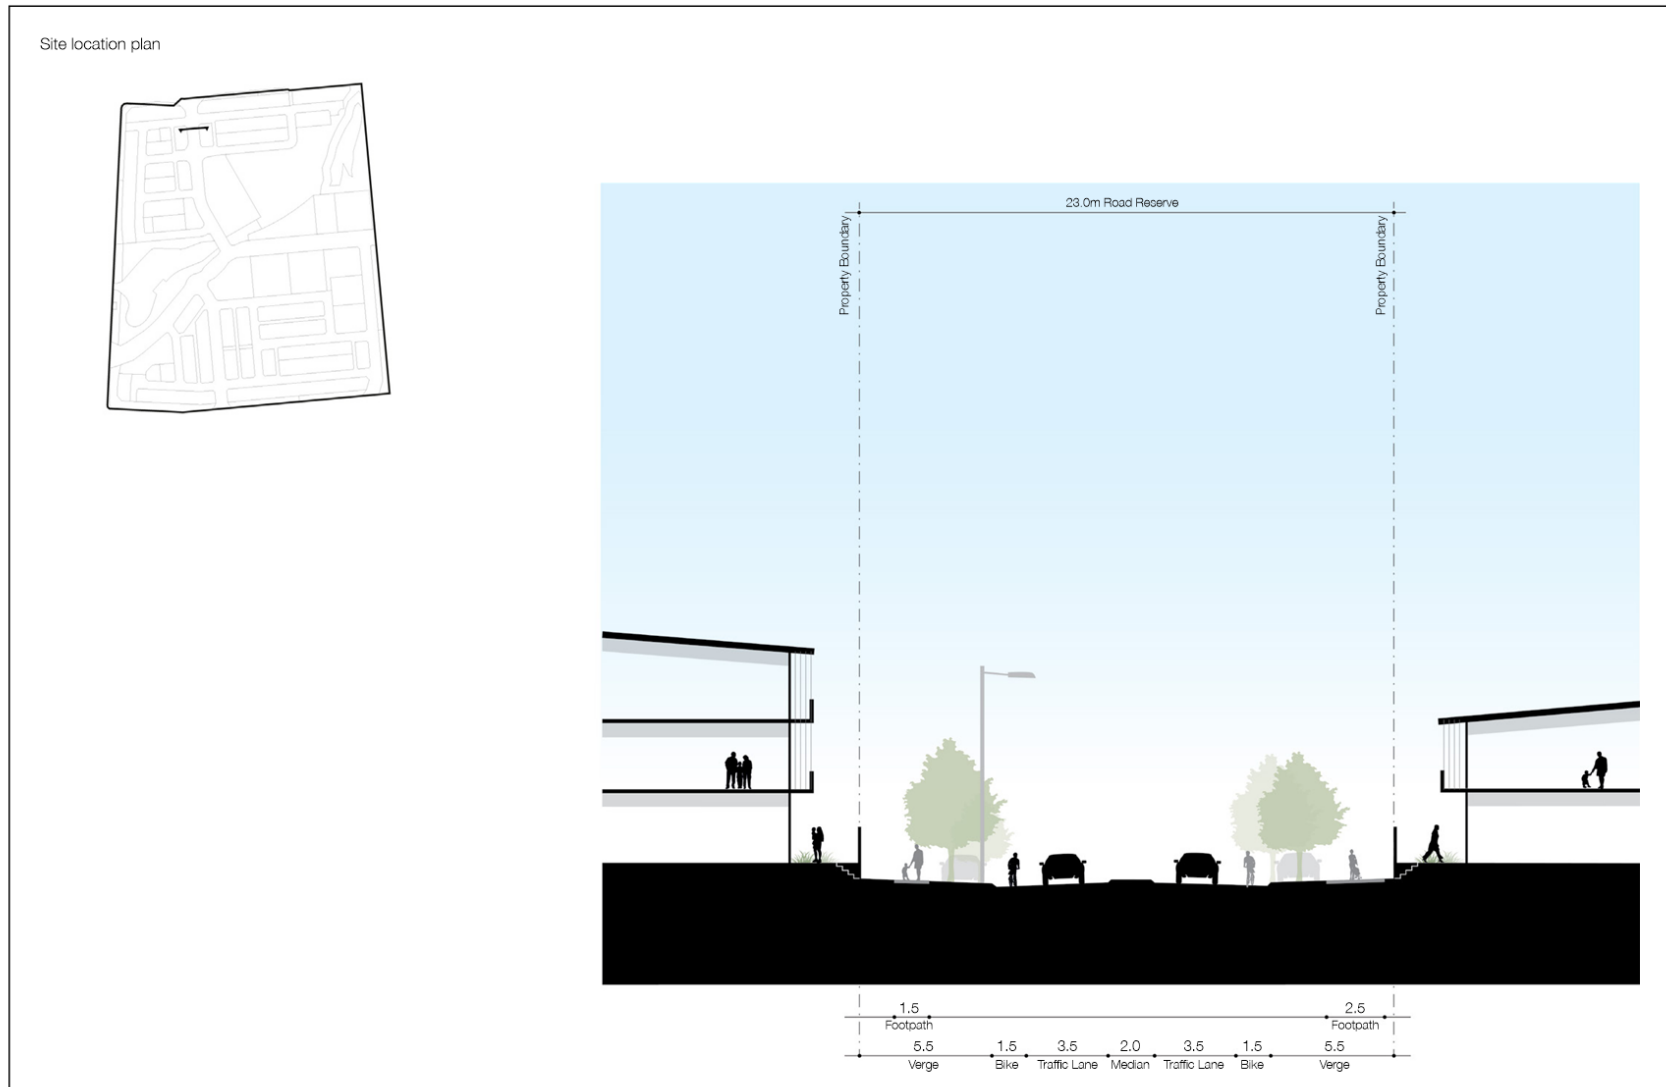 Site location plan
23.0m Road Reserve
Property Boundary
Property Boundary
1.5
2.5
Footpath
Footpath
5.5
1.5
3.5
2.0
3.5
1.5
5.5
Verge
Bike
Traffic Lane
Median
Traffic Lane
Bike
Verge